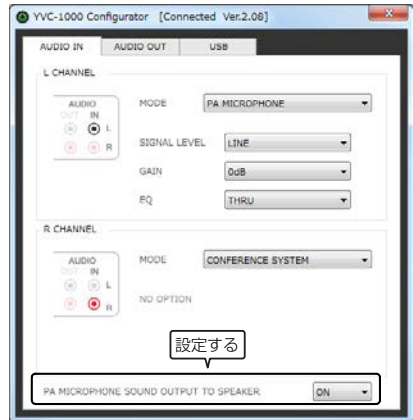 YVC-1000 Configurator [Connected Ver.2.08]
AUDIO IN AUDIO OUT USB
L CHANNEL
AUDIO
OUT IN
L
R
MODE PA MICROPHONE
SIGNAL LEVEL LINE
GAIN 0dB
EQ THRU
R CHANNEL
AUDIO
OUT IN
L
R
MODE CONFERENCE SYSTEM
NO OPTION
設定する
PA MICROPHONE SOUND OUTPUT TO SPEAKER ON